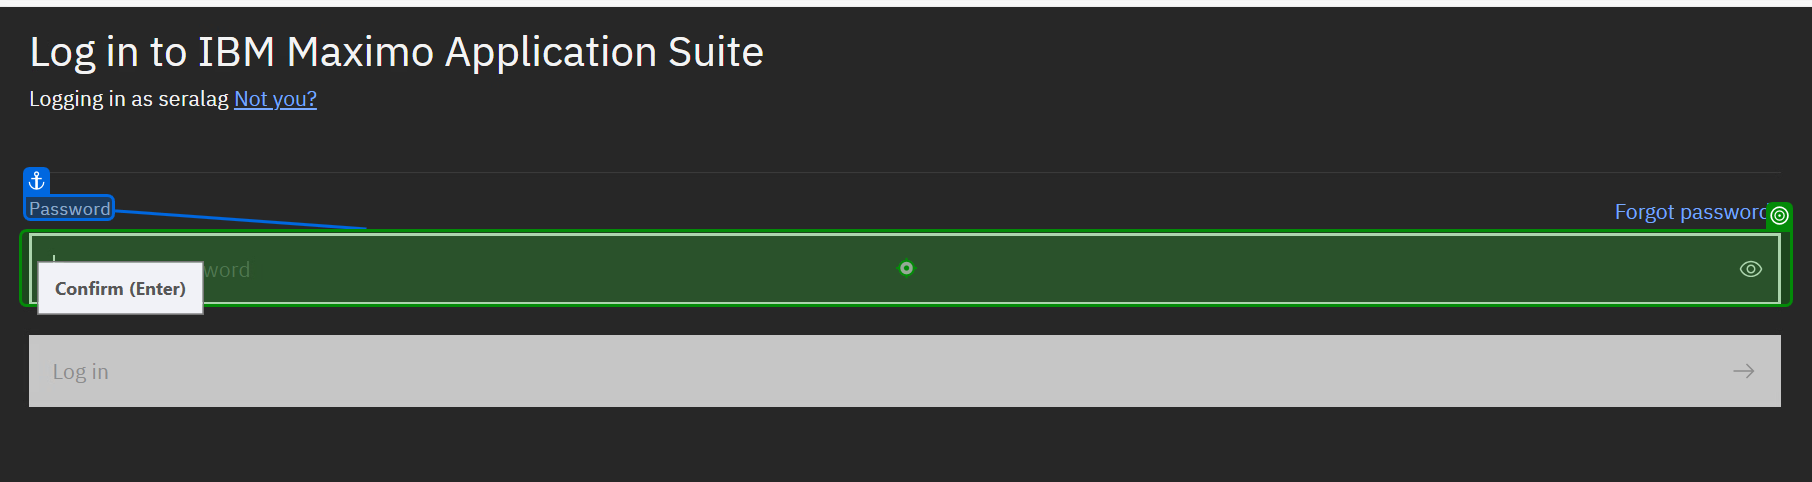 Log in to IBM Maximo Application Suite
Logging in as seralag Not you?
Password
Forgot password
word
Confirm (Enter)
Log in